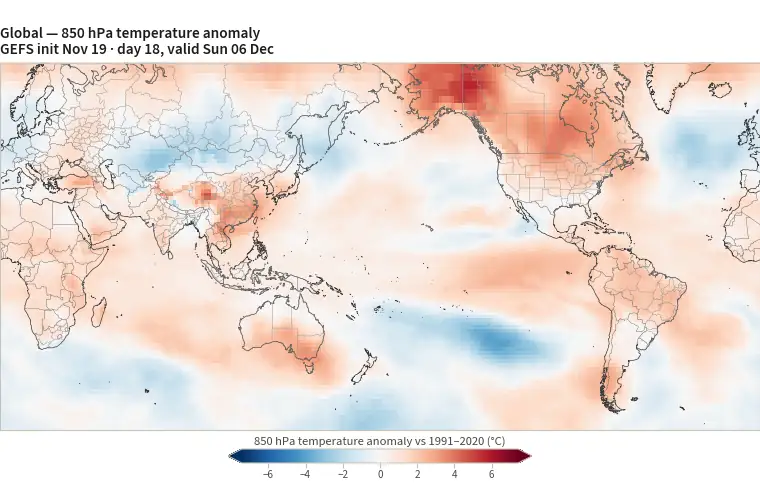 Global — 850 hPa temperature anomaly
GEFS init Nov 19 · day 18, valid Sun 06 Dec
850 hPa temperature anomaly vs 1991–2020 (°C)
−6 −4 −2 0 2 4 6